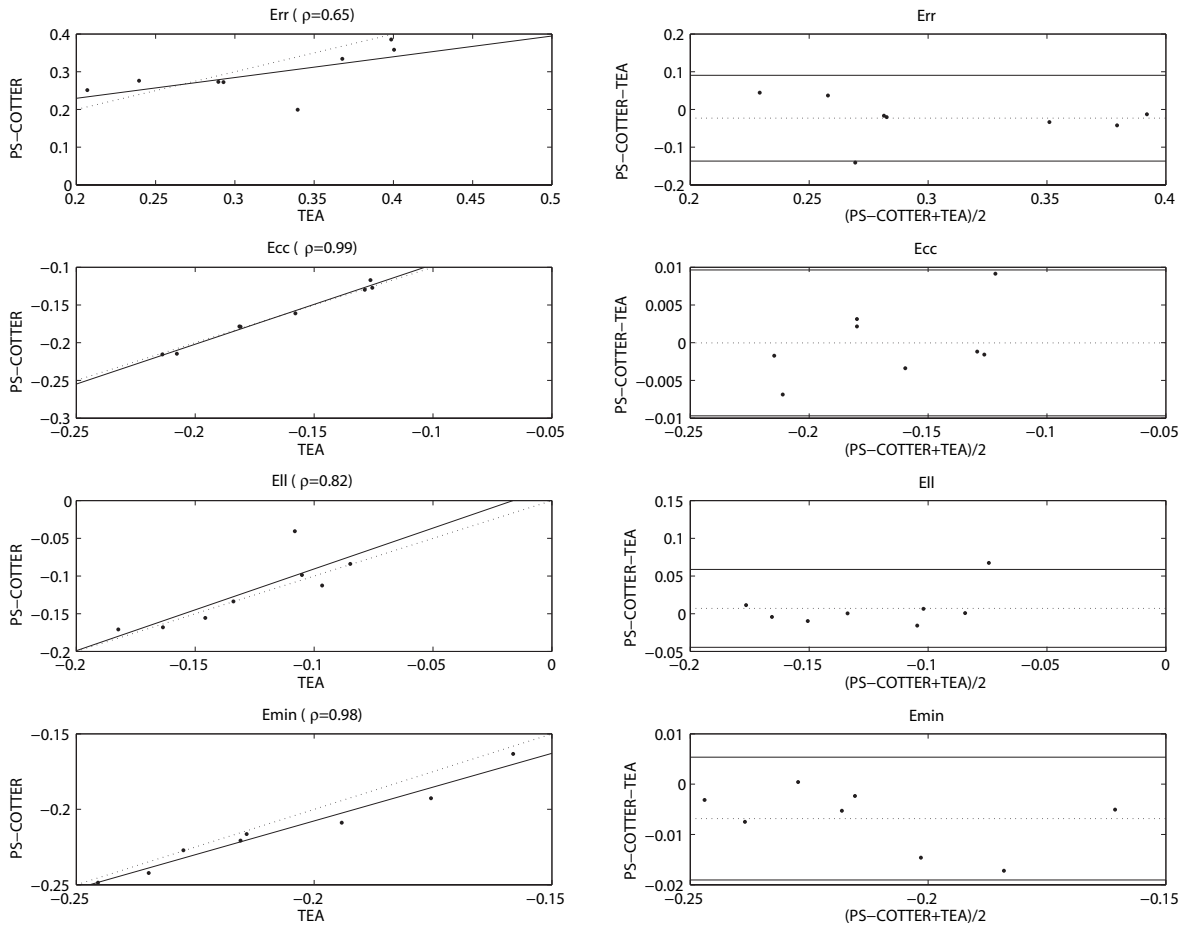 Err ( ρ=0.65)
0.4
0.3
0.2
0.1
0
PS−COTTER
0.2 0.25 0.3 0.35 0.4 0.45 0.5
TEA
Err
0.2
0.1
0
−0.1
−0.2
PS−COTTER−TEA
0.2 0.25 0.3 0.35 0.4
(PS−COTTER+TEA)/2
Ecc ( ρ=0.99)
−0.1
−0.15
−0.2
−0.25
−0.3
PS−COTTER
−0.25 −0.2 −0.15 −0.1 −0.05
TEA
Ecc
0.01
0.005
0
−0.005
−0.01
PS−COTTER−TEA
−0.25 −0.2 −0.15 −0.1 −0.05
(PS−COTTER+TEA)/2
Ell ( ρ=0.82)
0
−0.05
−0.1
−0.15
−0.2
PS−COTTER
−0.2 −0.15 −0.1 −0.05 0
TEA
Ell
0.15
0.1
0.05
0
−0.05
PS−COTTER−TEA
−0.2 −0.15 −0.1 −0.05 0
(PS−COTTER+TEA)/2
Emin ( ρ=0.98)
−0.15
−0.2
−0.25
PS−COTTER
−0.25 −0.2 −0.15
TEA
Emin
0.01
0
−0.01
−0.02
PS−COTTER−TEA
−0.25 −0.2 −0.15
(PS−COTTER+TEA)/2